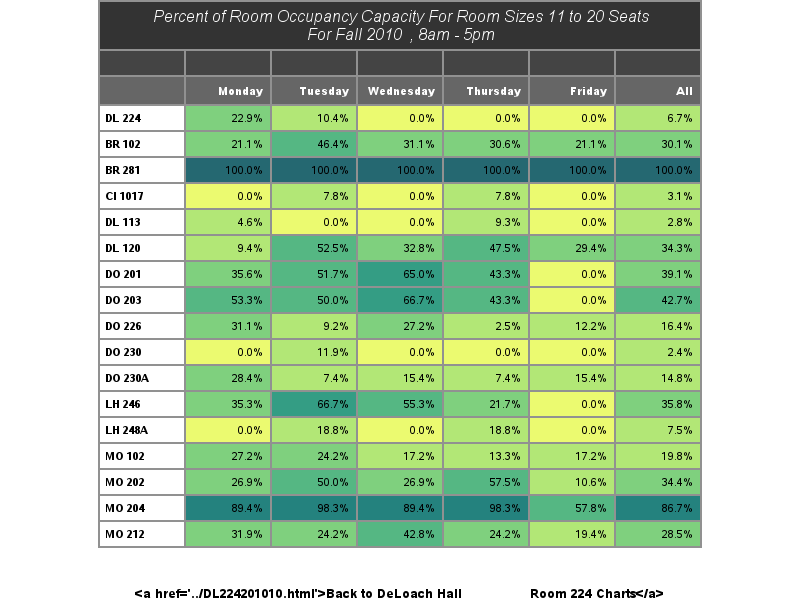 Percent of Room Occupancy Capacity For Room Sizes 11 to 20 Seats
For Fall 2010 , 8am - 5pm
Monday Tuesday Wednesday Thursday Friday All
DL 224 22.9% 10.4% 0.0% 0.0% 0.0% 6.7%
BR 102 21.1% 46.4% 31.1% 30.6% 21.1% 30.1%
BR 281 100.0% 100.0% 100.0% 100.0% 100.0% 100.0%
CI 1017 0.0% 7.8% 0.0% 7.8% 0.0% 3.1%
DL 113 4.6% 0.0% 0.0% 9.3% 0.0% 2.8%
DL 120 9.4% 52.5% 32.8% 47.5% 29.4% 34.3%
DO 201 35.6% 51.7% 65.0% 43.3% 0.0% 39.1%
DO 203 53.3% 50.0% 66.7% 43.3% 0.0% 42.7%
DO 226 31.1% 9.2% 27.2% 2.5% 12.2% 16.4%
DO 230 0.0% 11.9% 0.0% 0.0% 0.0% 2.4%
DO 230A 28.4% 7.4% 15.4% 7.4% 15.4% 14.8%
LH 246 35.3% 66.7% 55.3% 21.7% 0.0% 35.8%
LH 248A 0.0% 18.8% 0.0% 18.8% 0.0% 7.5%
MO 102 27.2% 24.2% 17.2% 13.3% 17.2% 19.8%
MO 202 26.9% 50.0% 26.9% 57.5% 10.6% 34.4%
MO 204 89.4% 98.3% 89.4% 98.3% 57.8% 86.7%
MO 212 31.9% 24.2% 42.8% 24.2% 19.4% 28.5%
<a href='../DL224201010.html'>Back to DeLoach Hall Room 224 Charts</a>